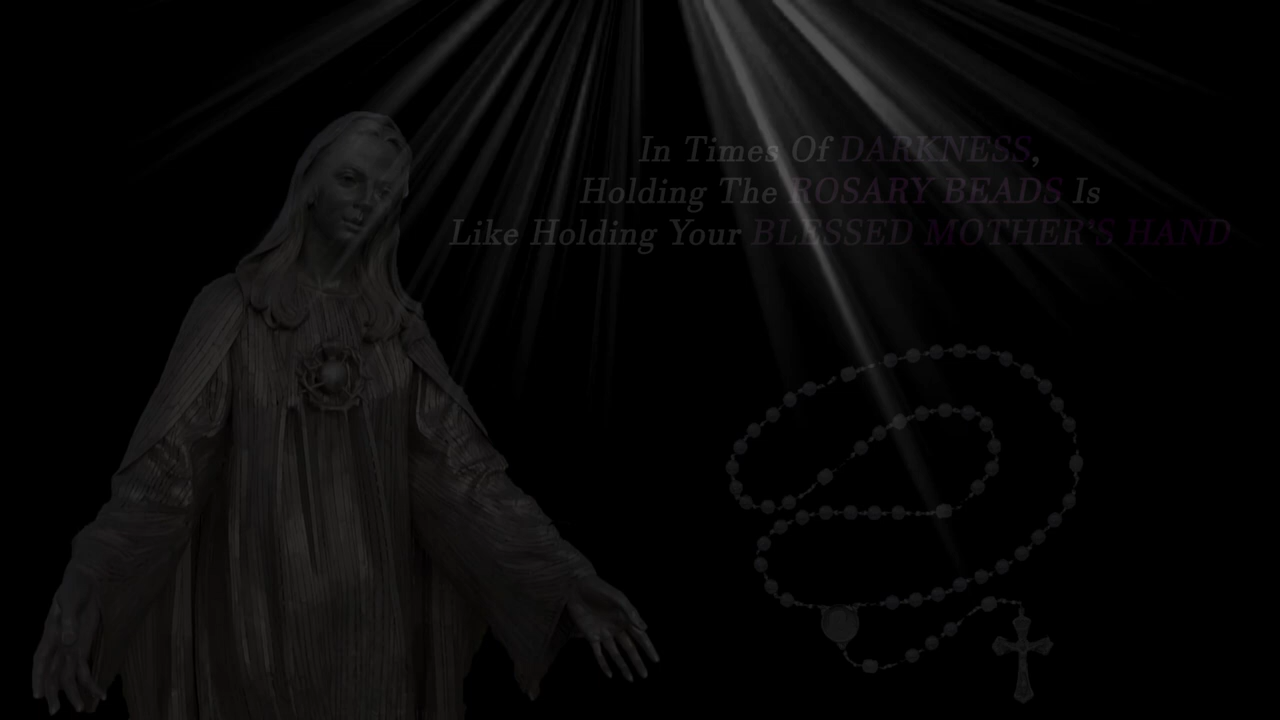 In Times Of DARKNESS,
Holding The ROSARY BEADS Is
Like Holding Your BLESSED MOTHER'S HAND